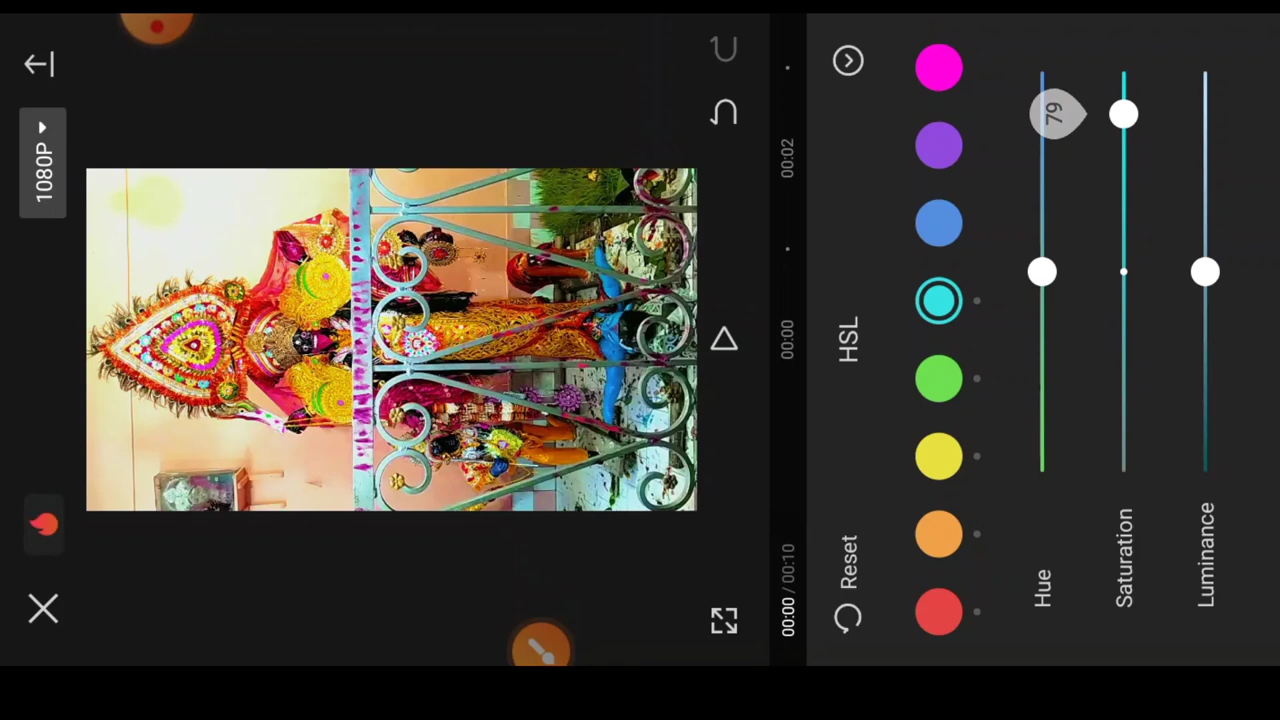 1080P
00:00 / 00:10
00:00
00:02
Reset
HSL
Hue
79
Saturation
Luminance